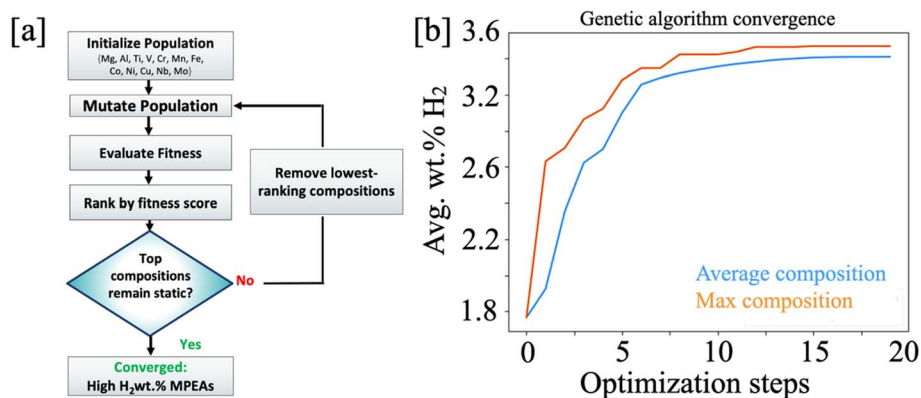 [a]
Initialize Population
{Mg, Al, Ti, V, Cr, Mn, Fe,
Co, Ni, Cu, Nb, Mo}
Mutate Population
Evaluate Fitness
Rank by fitness score
Remove lowest-
ranking compositions
Top
compositions
remain static?
No
Yes
Converged:
High H₂wt.% MPEAs
[b]
Genetic algorithm convergence
Avg. wt.% H₂
3.6
3.2
2.6
2.2
1.8
Average composition
Max composition
0
5
10
15
20
Optimization steps